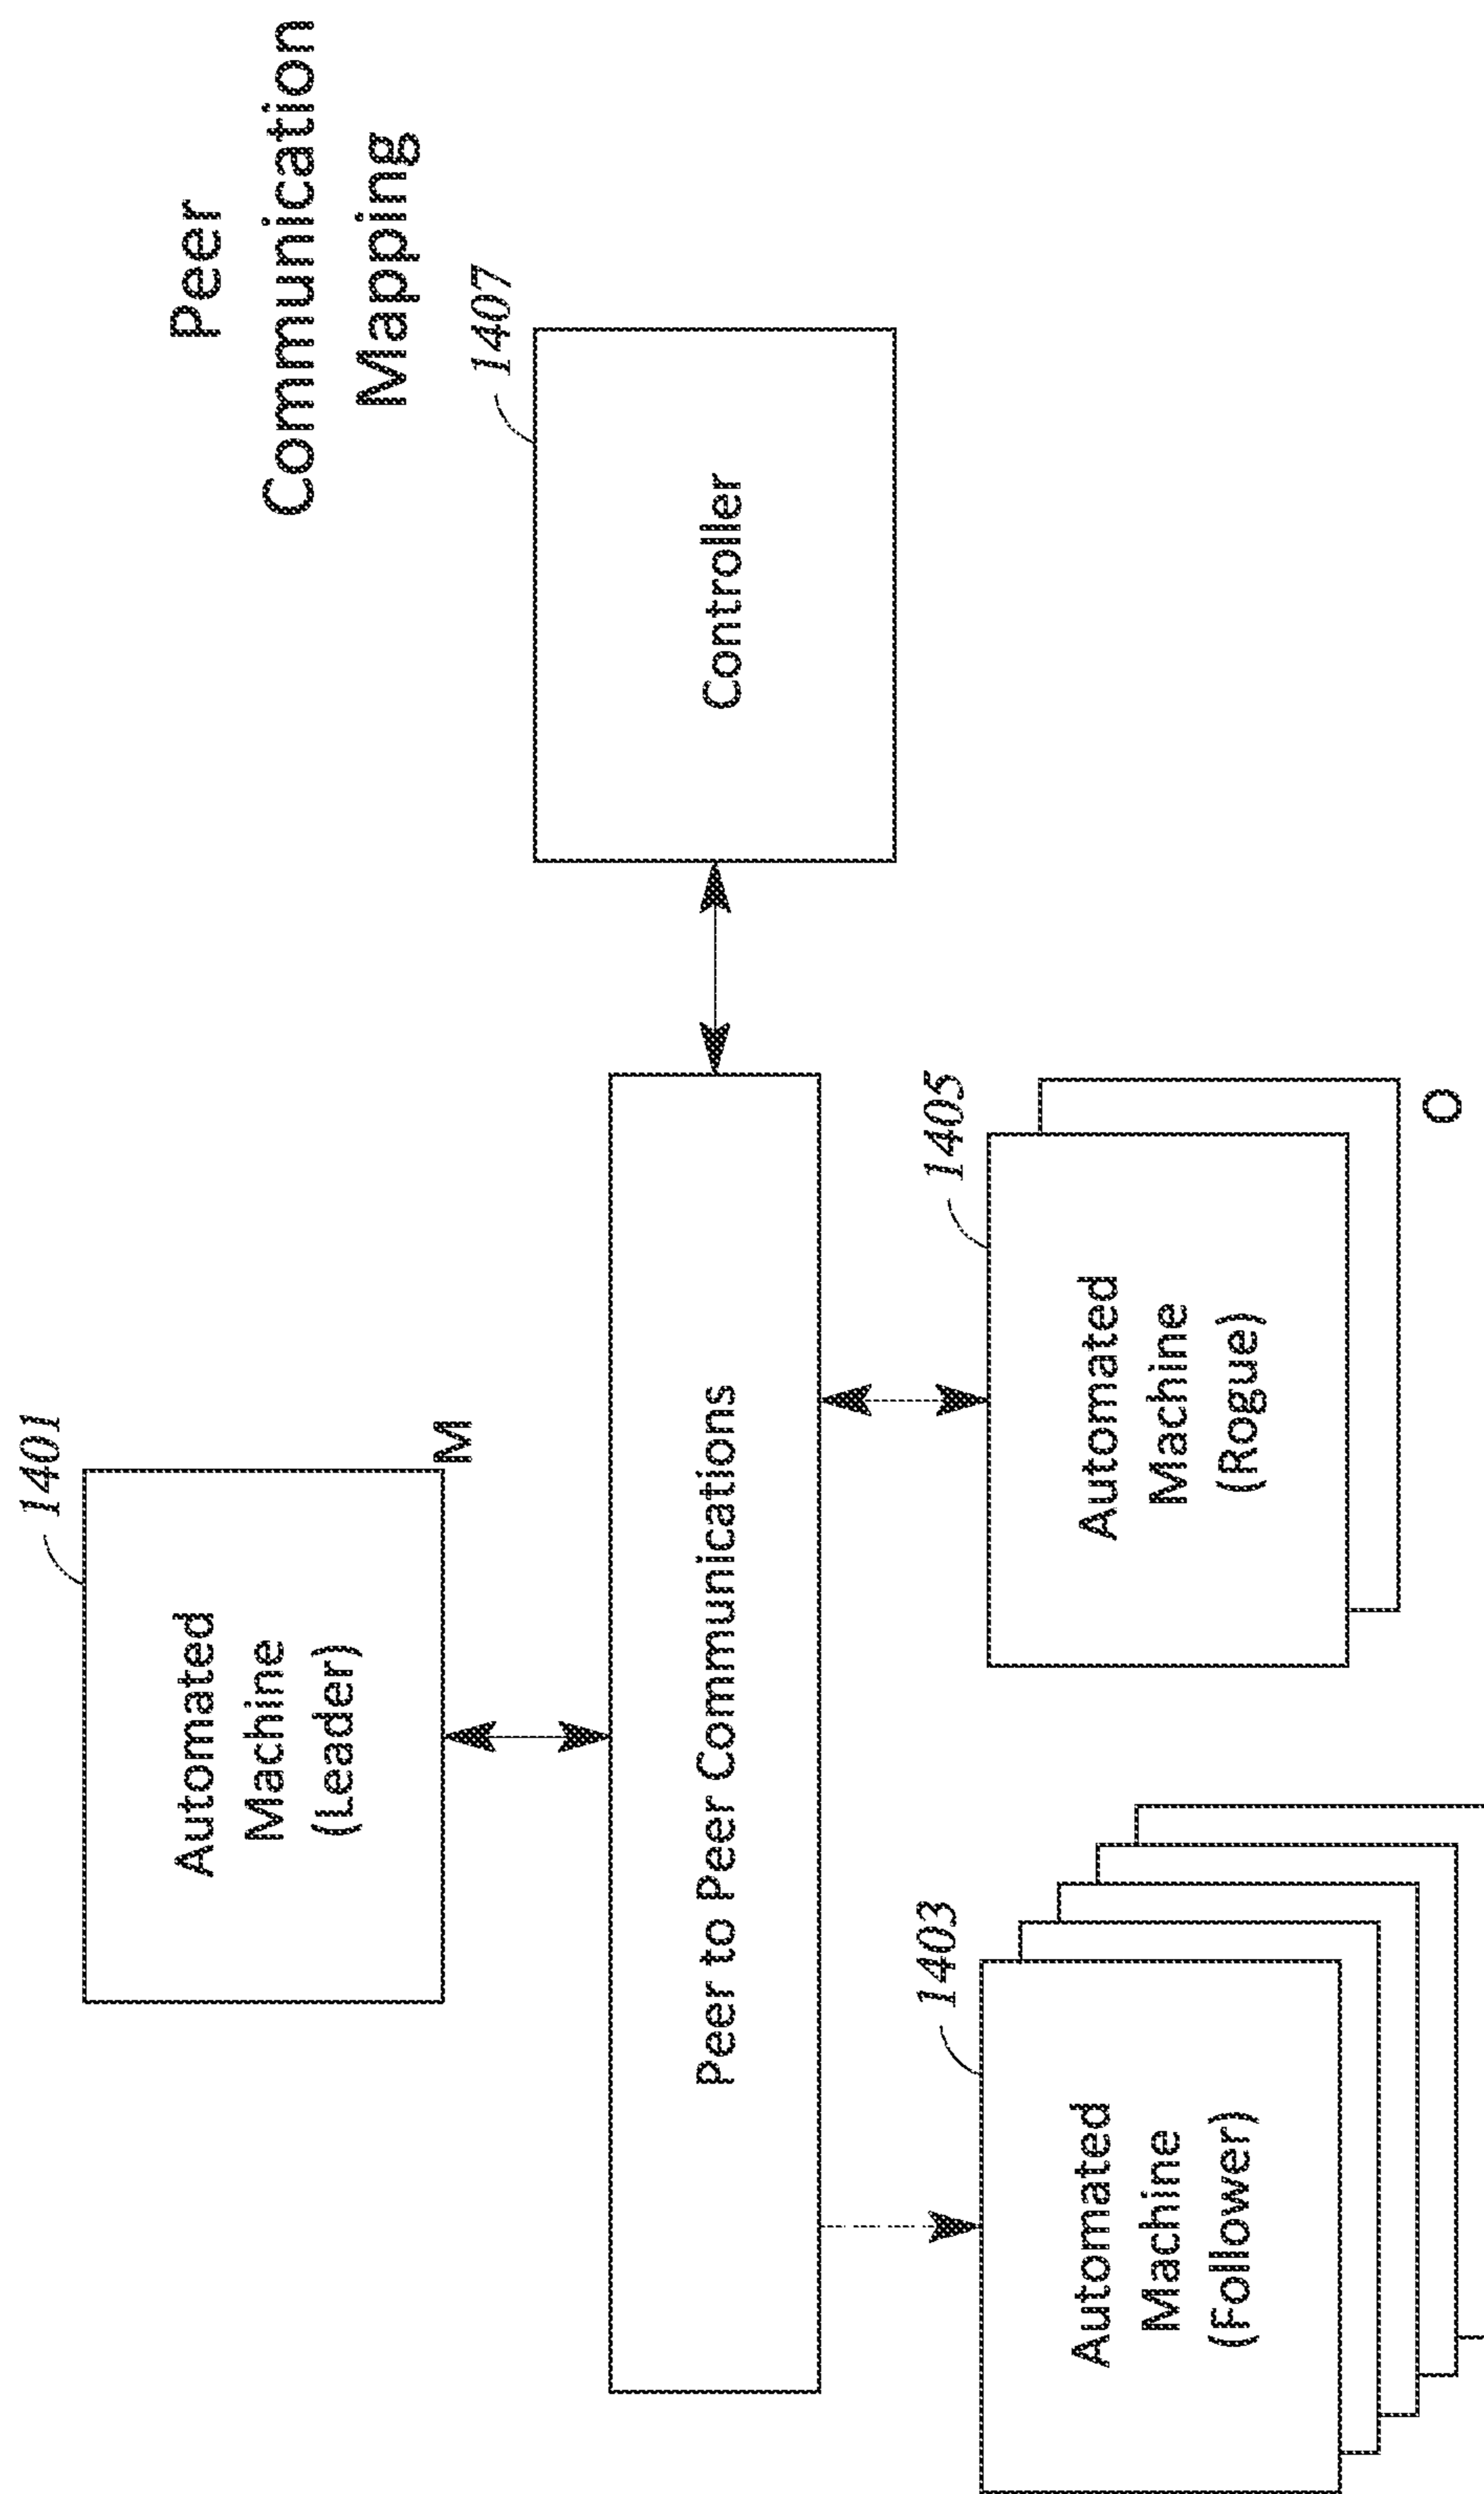 Peer
Communication
Mapping
1401
Automated
Machine
(Leader)
M
1407
Controller
Peer to Peer Communications
1403
Automated
Machine
(Follower)
1405
Automated
Machine
(Rogue)
O